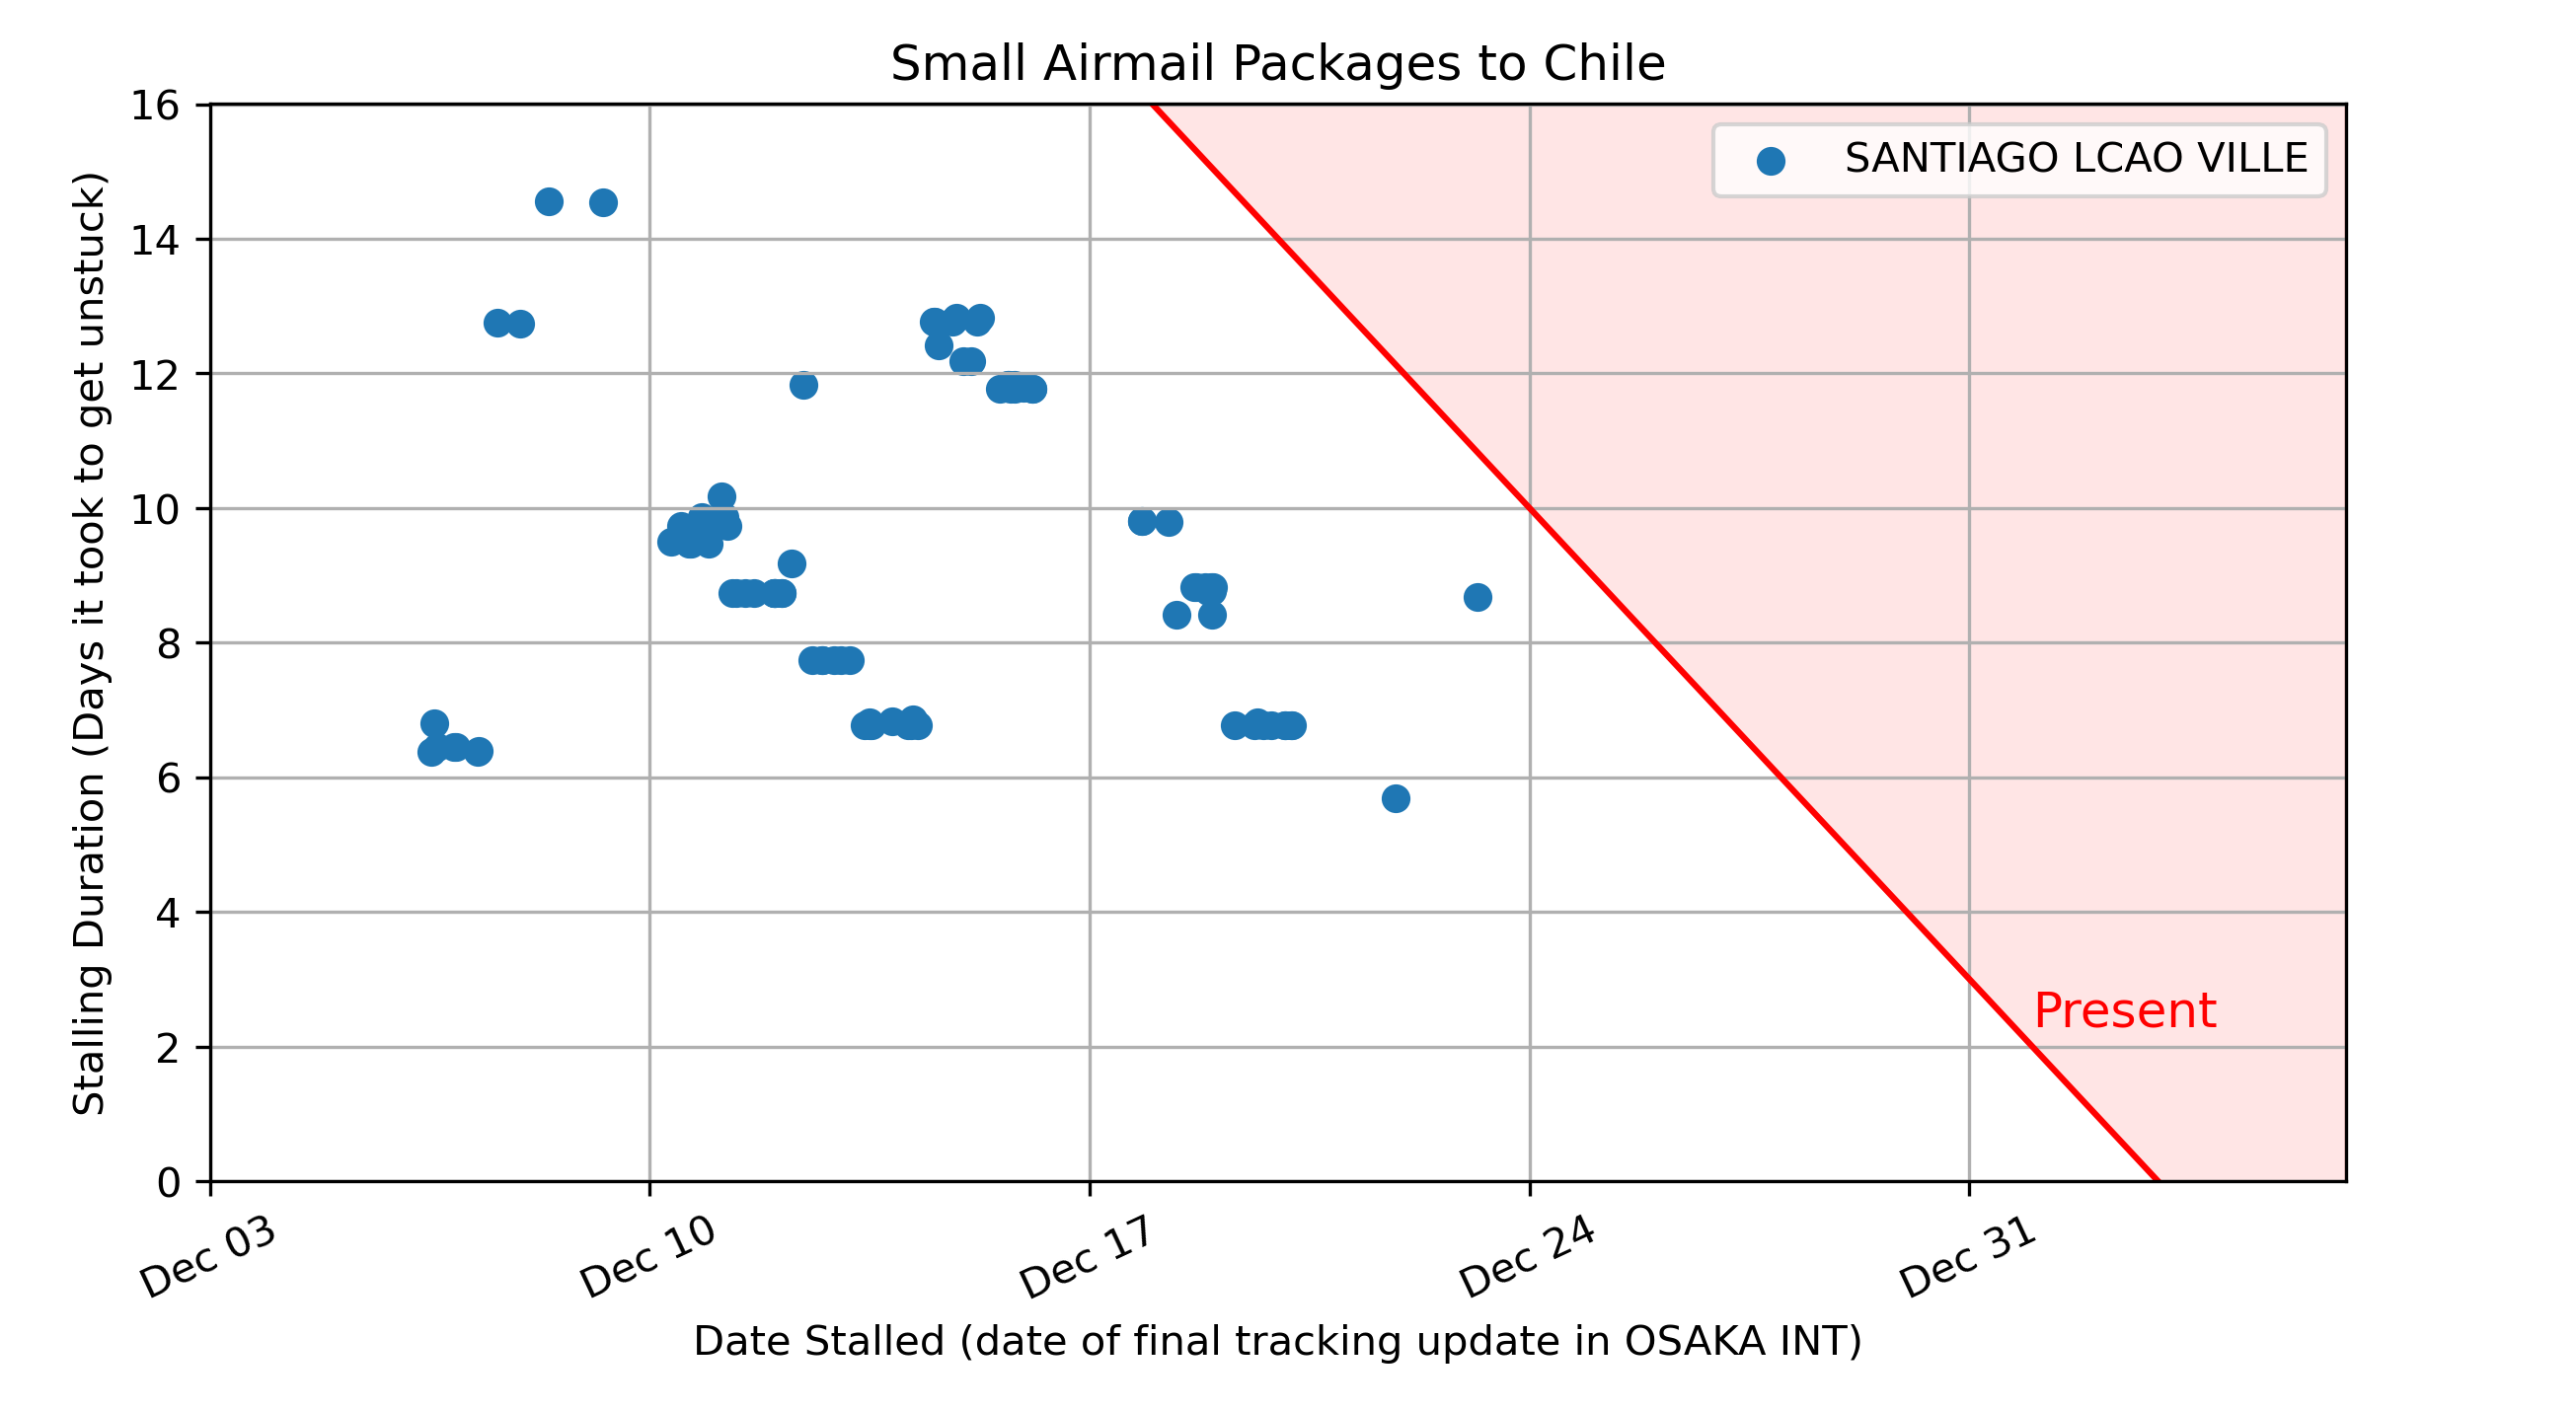 Small Airmail Packages to Chile
SANTIAGO LCAO VILLE
Stalling Duration (Days it took to get unstuck)
16
14
12
10
8
6
4
2
0
Present
Dec 03
Dec 10
Dec 17
Dec 24
Dec 31
Date Stalled (date of final tracking update in OSAKA INT)